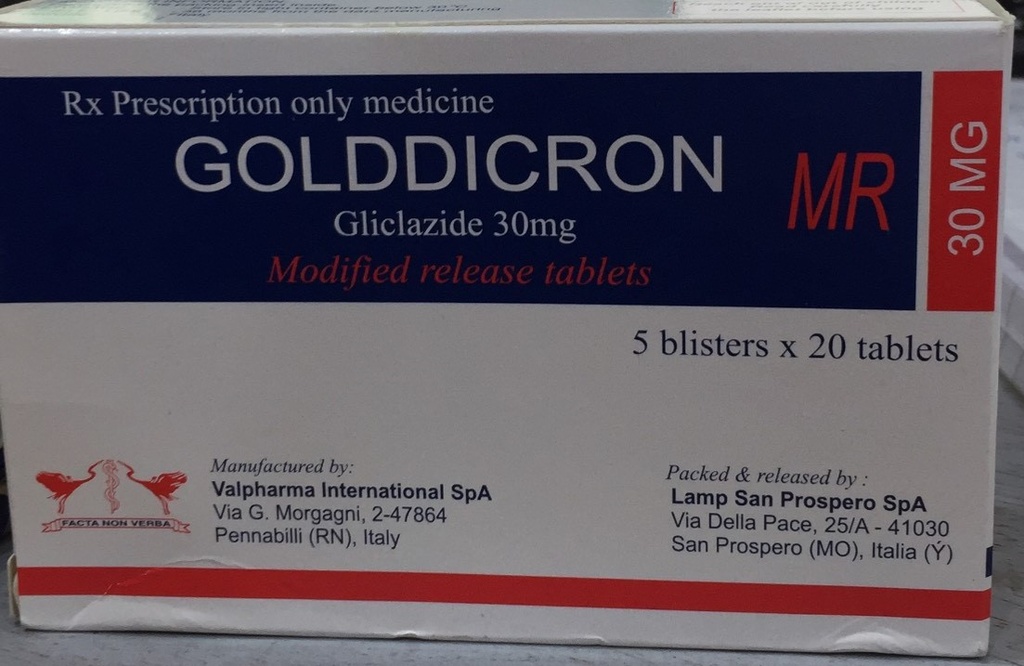 Rx Prescription only medicine
GOLDDICRON
MR
Gliclazide 30mg
Modified release tablets
30 MG
5 blisters x 20 tablets
FACTA NON VERBA
Manufactured by:
Valpharma International SpA
Via G. Morgagni, 2-47864
Pennabilli (RN), Italy
Packed & released by :
Lamp San Prospero SpA
Via Della Pace, 25/A - 41030
San Prospero (MO), Italia (Ý)